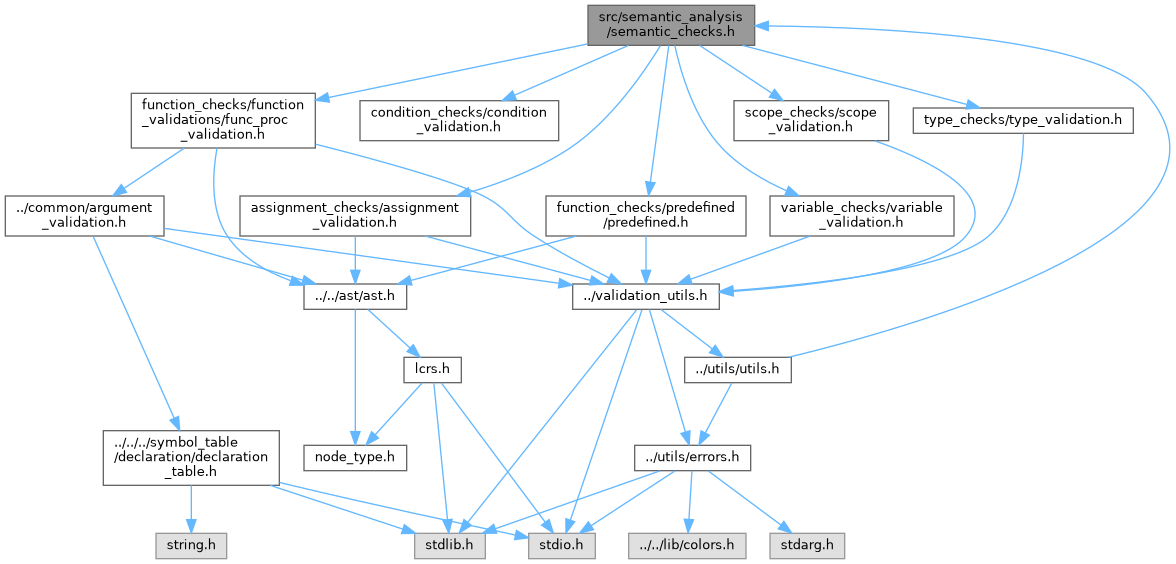 src/semantic_analysis
/semantic_checks.h
function_checks/function
_validations/func_proc
_validation.h
condition_checks/condition
_validation.h
scope_checks/scope
_validation.h
type_checks/type_validation.h
../common/argument
_validation.h
assignment_checks/assignment
_validation.h
function_checks/predefined
/predefined.h
variable_checks/variable
_validation.h
../../ast/ast.h
../validation_utils.h
lcrs.h
../utils/utils.h
../../../symbol_table
/declaration/declaration
_table.h
node_type.h
../utils/errors.h
string.h
stdlib.h
stdio.h
../../lib/colors.h
stdarg.h